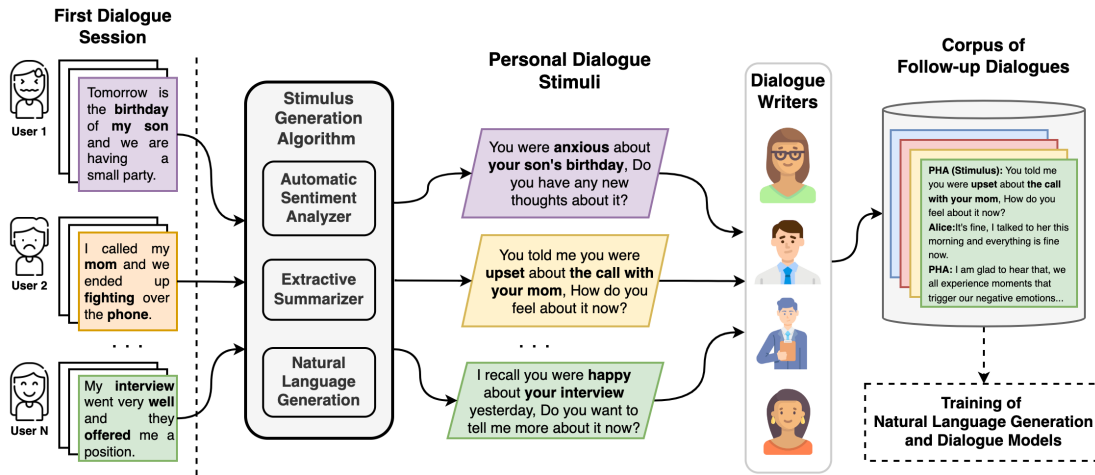 First Dialogue
Session
User 1
Tomorrow is
the birthday
of my son
and we are
having a
small party.
User 2
I called my
mom and we
ended up
fighting over
the phone.
. . .
User N
My interview
went very well
and they
offered me a
position.
Stimulus
Generation
Algorithm
Automatic
Sentiment
Analyzer
Extractive
Summarizer
Natural
Language
Generation
Personal Dialogue
Stimuli
You were anxious about
your son's birthday, Do
you have any new
thoughts about it?
You told me you were
upset about the call with
your mom, How do you
feel about it now?
. . .
I recall you were happy
about your interview
yesterday, Do you want to
tell me more about it now?
Dialogue
Writers
Corpus of
Follow-up Dialogues
PHA (Stimulus): You told
me you were upset about the call
with your mom, How do you
feel about it now?
Alice:It's fine, I talked to her this
morning and everything is fine
now.
PHA: I am glad to hear that, we
all experience moments that
trigger our negative emotions...
Training of
Natural Language Generation
and Dialogue Models